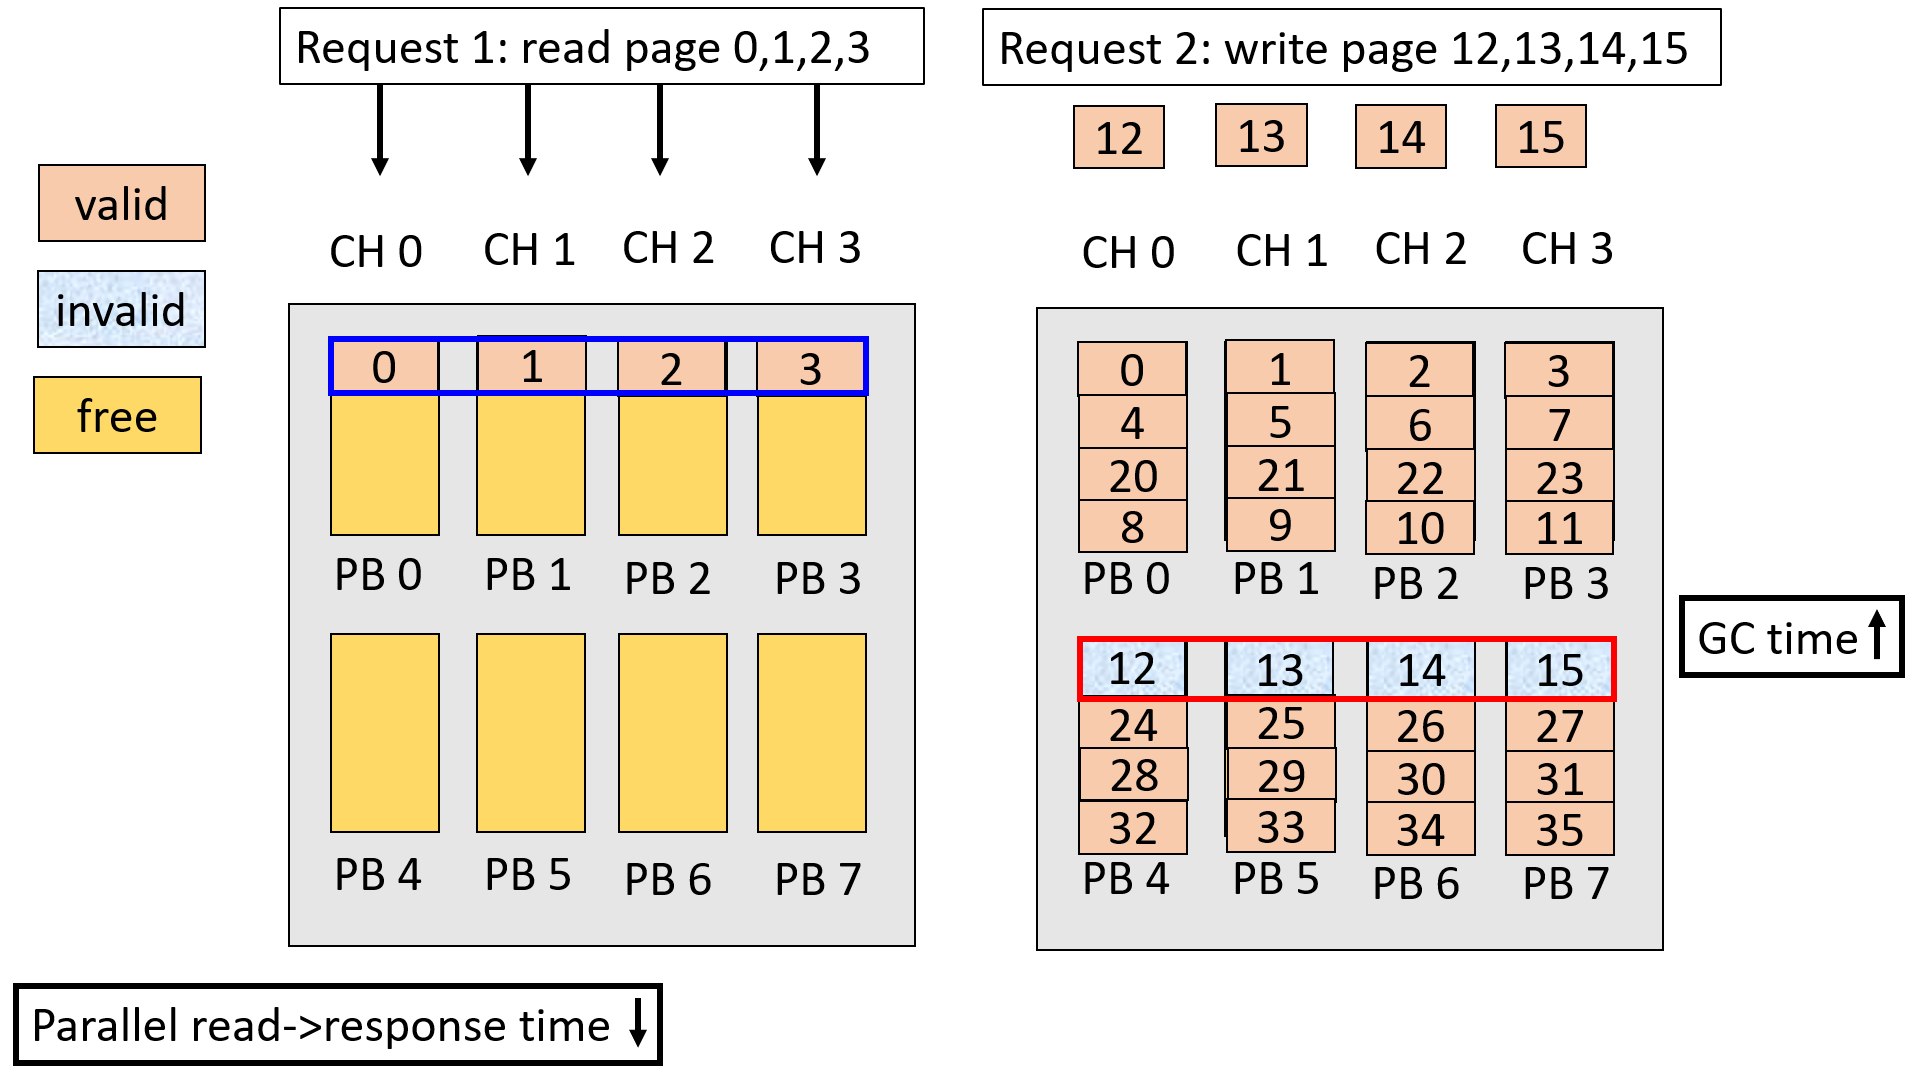 Request 1: read page 0,1,2,3
Request 2: write page 12,13,14,15
12 13 14 15
valid
invalid
free
CH 0 CH 1 CH 2 CH 3
0 1 2 3
PB 0 PB 1 PB 2 PB 3
PB 4 PB 5 PB 6 PB 7
CH 0 CH 1 CH 2 CH 3
0 1 2 3
4 5 6 7
20 21 22 23
8 9 10 11
PB 0 PB 1 PB 2 PB 3
12 13 14 15
24 25 26 27
28 29 30 31
32 33 34 35
PB 4 PB 5 PB 6 PB 7
GC time
Parallel read->response time